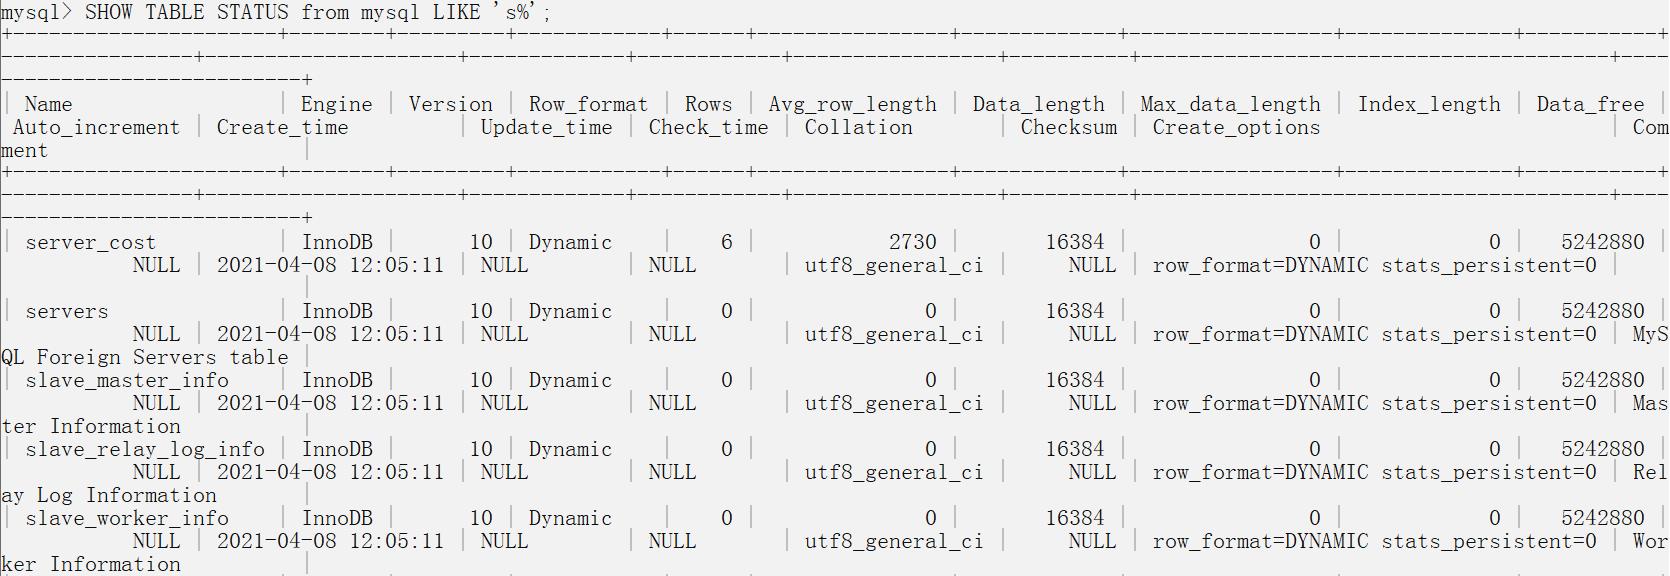 mysql> SHOW TABLE STATUS from mysql LIKE 's%';
+-----------------------+--------+---------+------------+------+----------------+-------------+-----------------+--------------+-----------+
----------------+---------------------+-------------+------------+-----------------+----------+---------------------------------------+----
-------------------------+
| Name                  | Engine | Version | Row_format | Rows | Avg_row_length | Data_length | Max_data_length | Index_length | Data_free |
 Auto_increment | Create_time         | Update_time | Check_time | Collation       | Checksum | Create_options                        | Com
ment                     |
+-----------------------+--------+---------+------------+------+----------------+-------------+-----------------+--------------+-----------+
----------------+---------------------+-------------+------------+-----------------+----------+---------------------------------------+----
-------------------------+
| server_cost           | InnoDB |      10 | Dynamic    |    6 |           2730 |       16384 |               0 |            0 |   5242880 |
           NULL | 2021-04-08 12:05:11 | NULL        | NULL       | utf8_general_ci |     NULL | row_format=DYNAMIC stats_persistent=0 |
                         |
| servers               | InnoDB |      10 | Dynamic    |    0 |              0 |       16384 |               0 |            0 |   5242880 |
           NULL | 2021-04-08 12:05:11 | NULL        | NULL       | utf8_general_ci |     NULL | row_format=DYNAMIC stats_persistent=0 | MyS
QL Foreign Servers table |
| slave_master_info     | InnoDB |      10 | Dynamic    |    0 |              0 |       16384 |               0 |            0 |   5242880 |
           NULL | 2021-04-08 12:05:11 | NULL        | NULL       | utf8_general_ci |     NULL | row_format=DYNAMIC stats_persistent=0 | Mas
ter Information          |
| slave_relay_log_info  | InnoDB |      10 | Dynamic    |    0 |              0 |       16384 |               0 |            0 |   5242880 |
           NULL | 2021-04-08 12:05:11 | NULL        | NULL       | utf8_general_ci |     NULL | row_format=DYNAMIC stats_persistent=0 | Rel
ay Log Information       |
| slave_worker_info     | InnoDB |      10 | Dynamic    |    0 |              0 |       16384 |               0 |            0 |   5242880 |
           NULL | 2021-04-08 12:05:11 | NULL        | NULL       | utf8_general_ci |     NULL | row_format=DYNAMIC stats_persistent=0 | Wor
ker Information          |